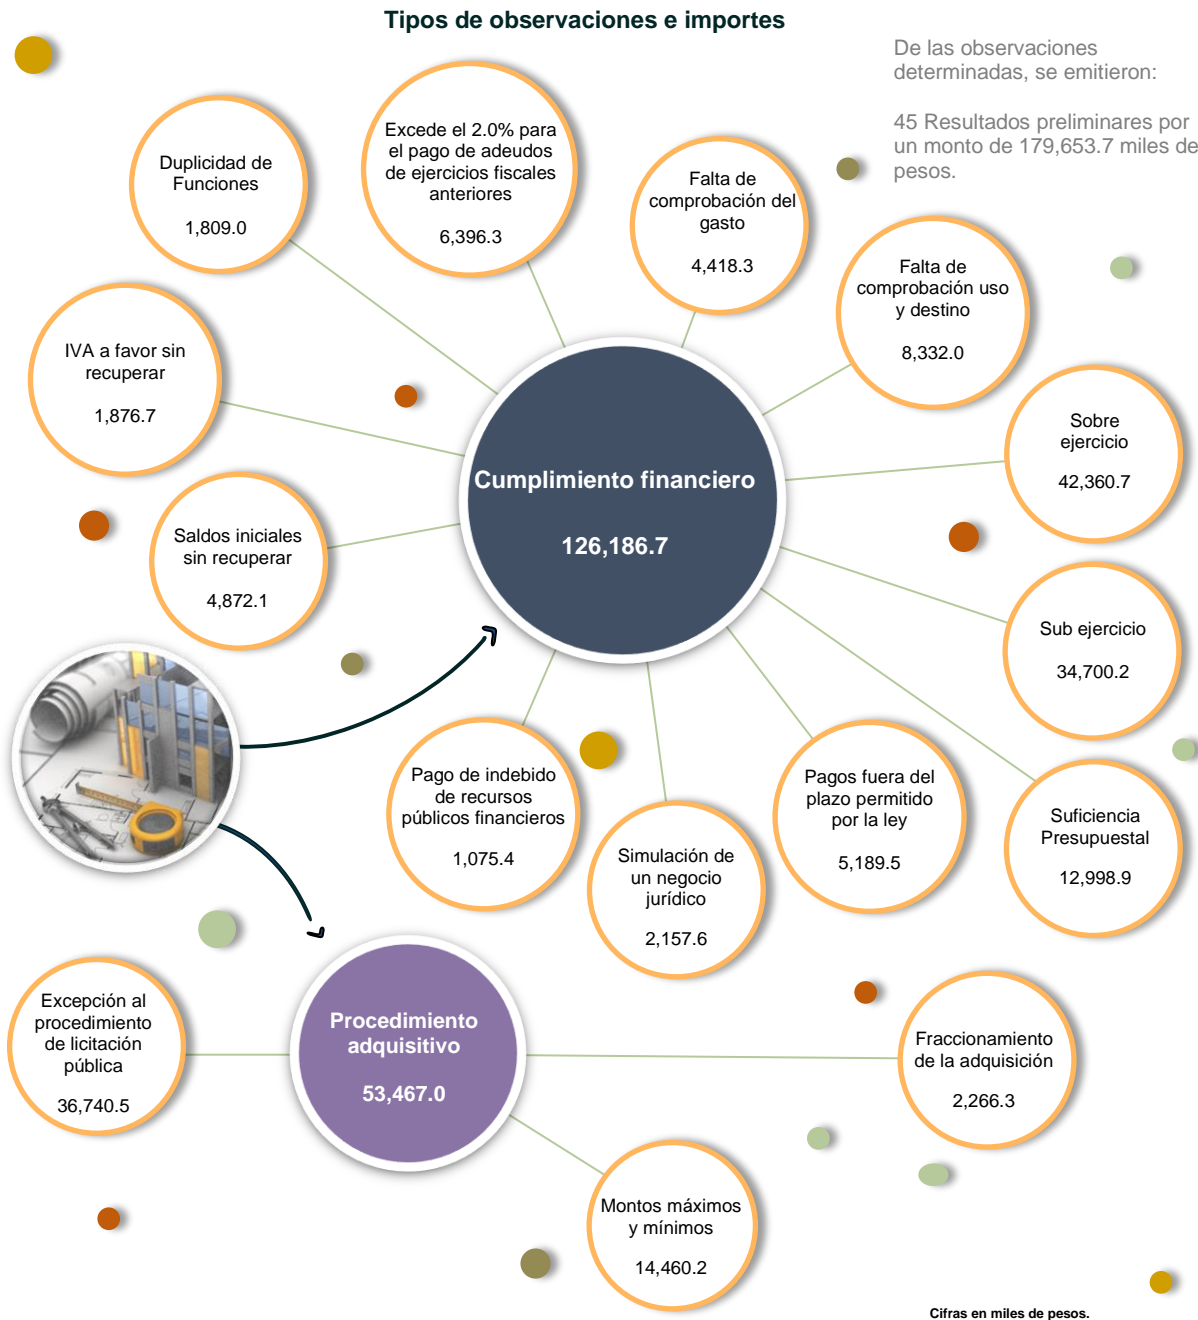 Tipos de observaciones e importes
De las observaciones
determinadas, se emitieron:
45 Resultados preliminares por
un monto de 179,653.7 miles de
pesos.
Duplicidad de
Funciones
1,809.0
Excede el 2.0% para
el pago de adeudos
de ejercicios fiscales
anteriores
6,396.3
Falta de
comprobación del
gasto
4,418.3
Falta de
comprobación uso
y destino
8,332.0
IVA a favor sin
recuperar
1,876.7
Sobre
ejercicio
42,360.7
Cumplimiento financiero
126,186.7
Saldos iniciales
sin recuperar
4,872.1
Sub ejercicio
34,700.2
Pago de indebido
de recursos
públicos financieros
1,075.4
Simulación de
un negocio
jurídico
2,157.6
Pagos fuera del
plazo permitido
por la ley
5,189.5
Suficiencia
Presupuestal
12,998.9
Excepción al
procedimiento
de licitación
pública
36,740.5
Procedimiento
adquisitivo
53,467.0
Fraccionamiento
de la adquisición
2,266.3
Montos máximos
y mínimos
14,460.2
Cifras en miles de pesos.